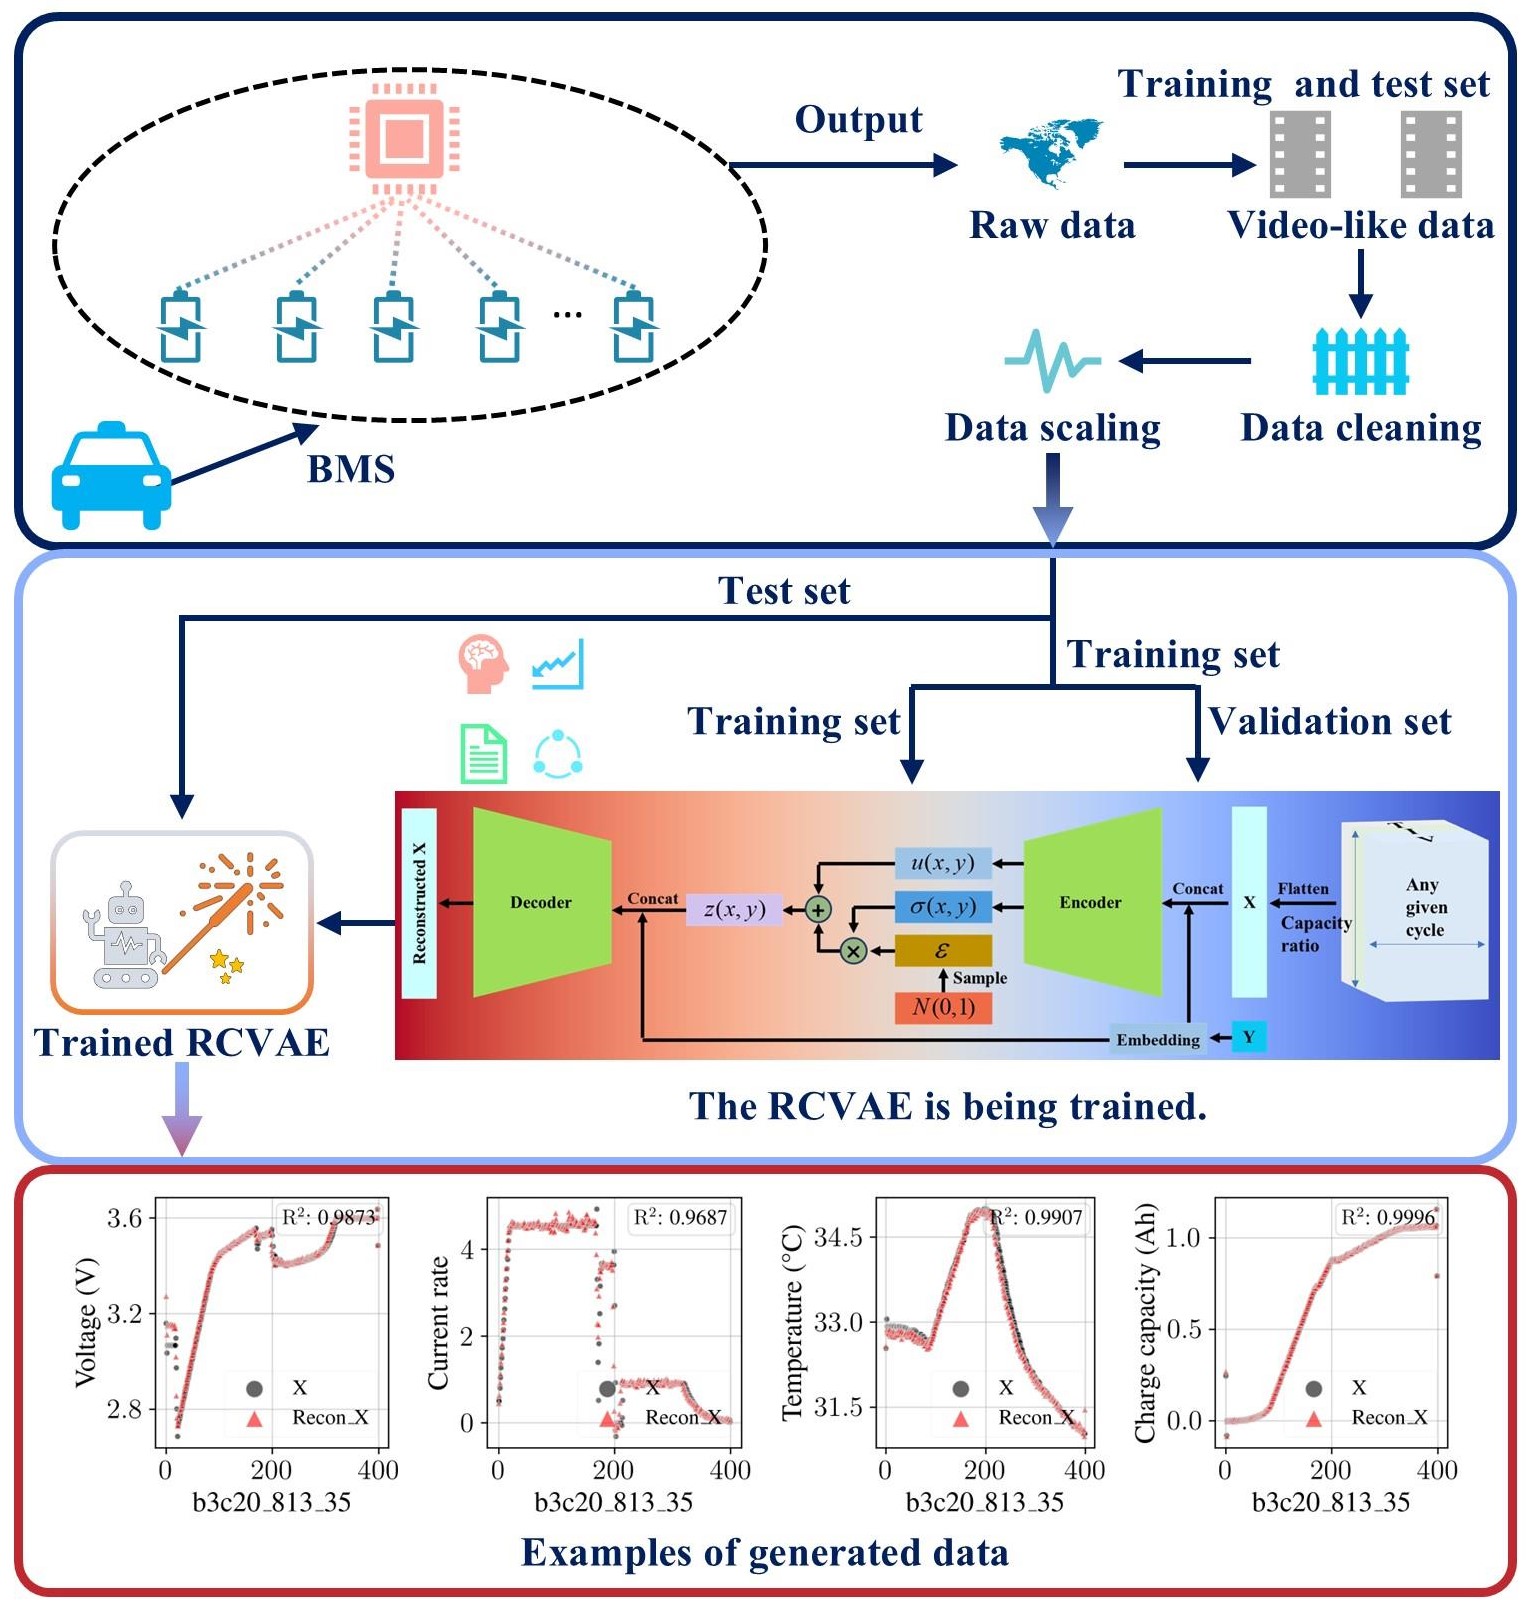 Training and test set
Output
Raw data
Video-like data
...
Data scaling
Data cleaning
BMS
Test set
Training set
Training set
Validation set
Reconstructed X
Decoder
Concat
z(x, y)
+
×
u(x, y)
σ(x, y)
ε
Sample
N(0,1)
Encoder
Concat
X
Flatten
Capacity
ratio
T I V
Any
given
cycle
Embedding
Y
Trained RCVAE
The RCVAE is being trained.
Voltage (V)
3.6
3.2
2.8
R²: 0.9873
X
Recon_X
0 200 400
b3c20_813_35
Current rate
4
2
0
R²: 0.9687
X
Recon_X
0 200 400
b3c20_813_35
Temperature (°C)
34.5
33.0
31.5
R²: 0.9907
X
Recon_X
0 200 400
b3c20_813_35
Charge capacity (Ah)
1.0
0.5
0.0
R²: 0.9996
X
Recon_X
0 200 400
b3c20_813_35
Examples of generated data